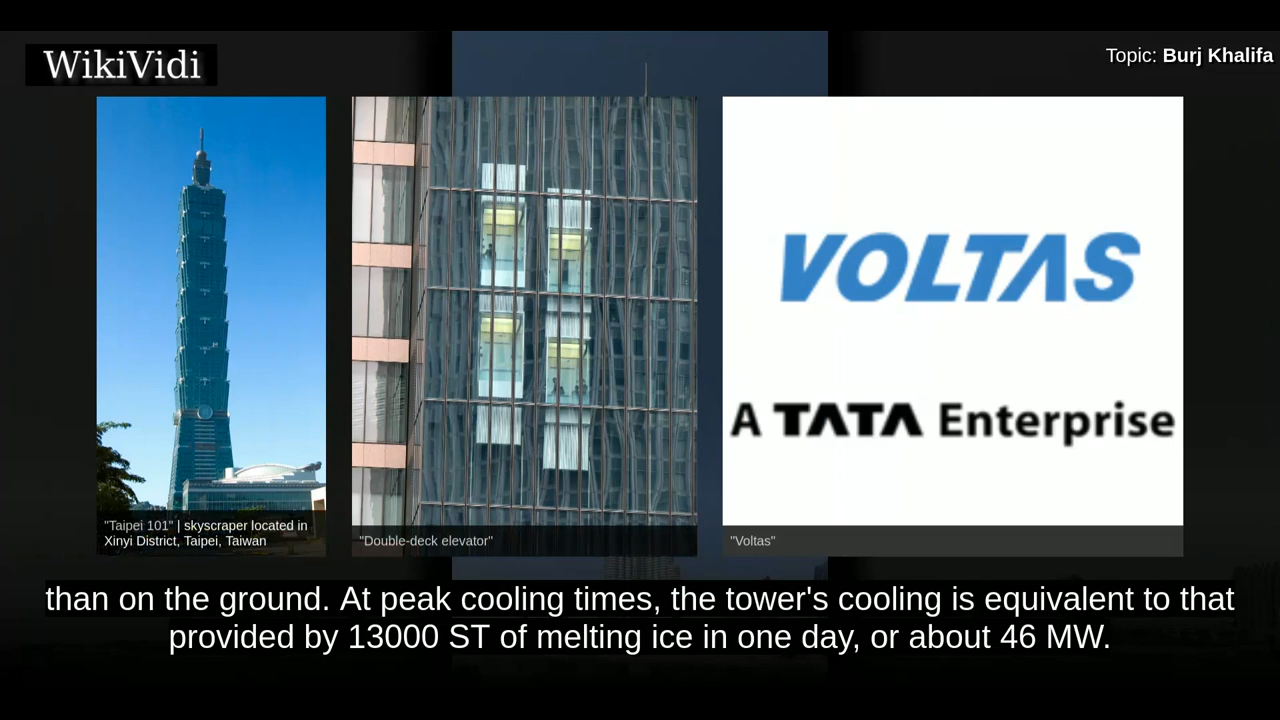 WikiVidi
Topic: Burj Khalifa
VOLTAS
A TATA Enterprise
"Taipei 101" | skyscraper located in
Xinyi District, Taipei, Taiwan
"Double-deck elevator"
"Voltas"
than on the ground. At peak cooling times, the tower's cooling is equivalent to that
provided by 13000 ST of melting ice in one day, or about 46 MW.